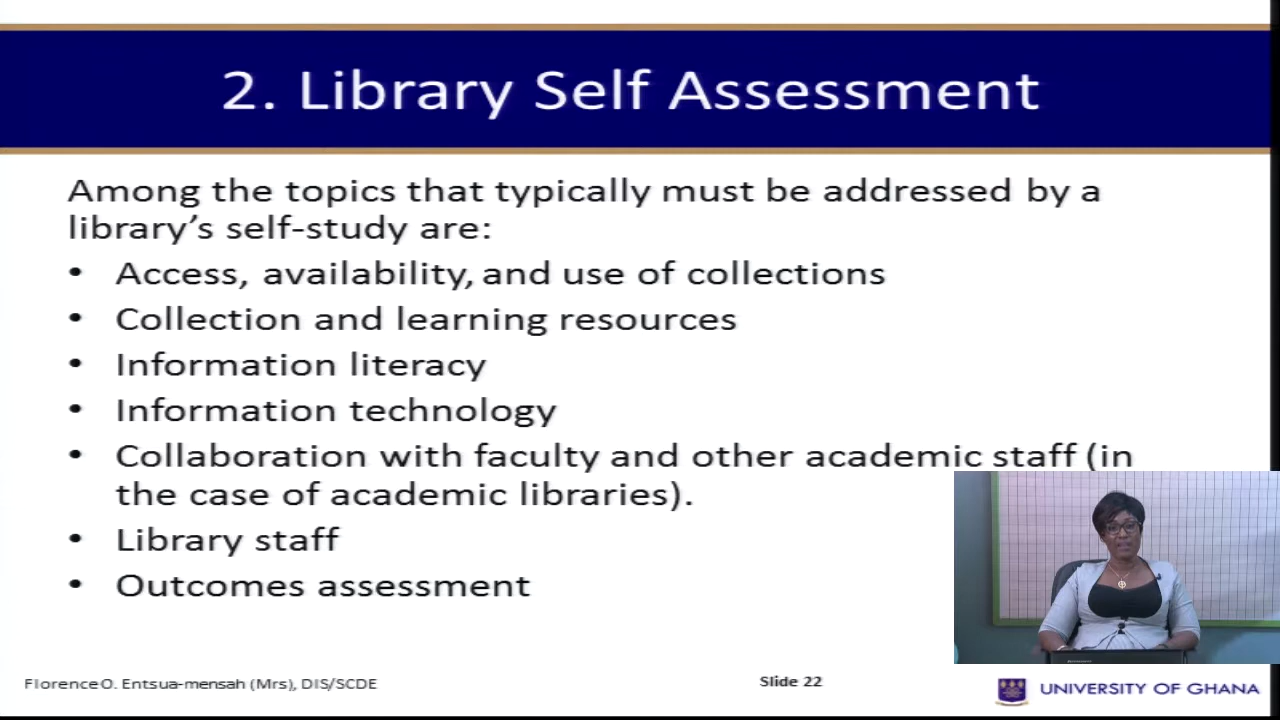 2. Library Self Assessment
Among the topics that typically must be addressed by a
library's self-study are:
• Access, availability, and use of collections
• Collection and learning resources
• Information literacy
• Information technology
• Collaboration with faculty and other academic staff (in
the case of academic libraries).
• Library staff
• Outcomes assessment
Florence O. Entsua-mensah (Mrs), DIS/SCDE
Slide 22
UNIVERSITY OF GHANA